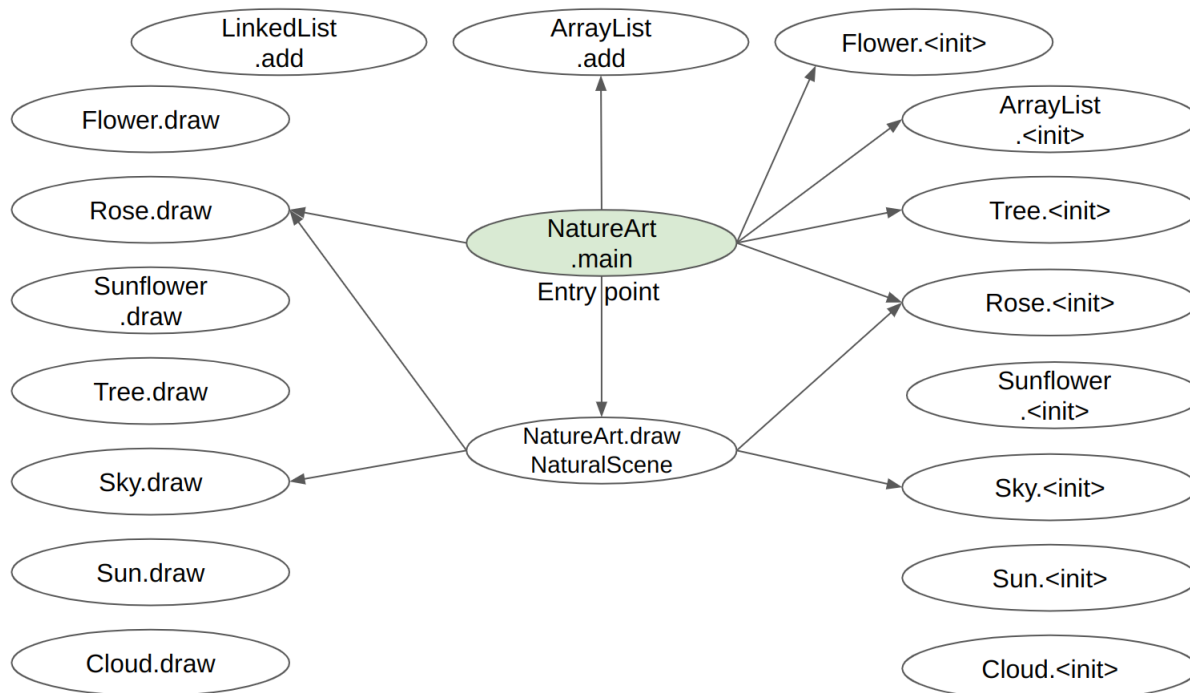 LinkedList
.add
ArrayList
.add
Flower.<init>
Flower.draw
ArrayList
.<init>
Rose.draw
NatureArt
.main
Entry point
Tree.<init>
Sunflower
.draw
Rose.<init>
Tree.draw
Sunflower
.<init>
NatureArt.draw
NaturalScene
Sky.draw
Sky.<init>
Sun.draw
Sun.<init>
Cloud.draw
Cloud.<init>